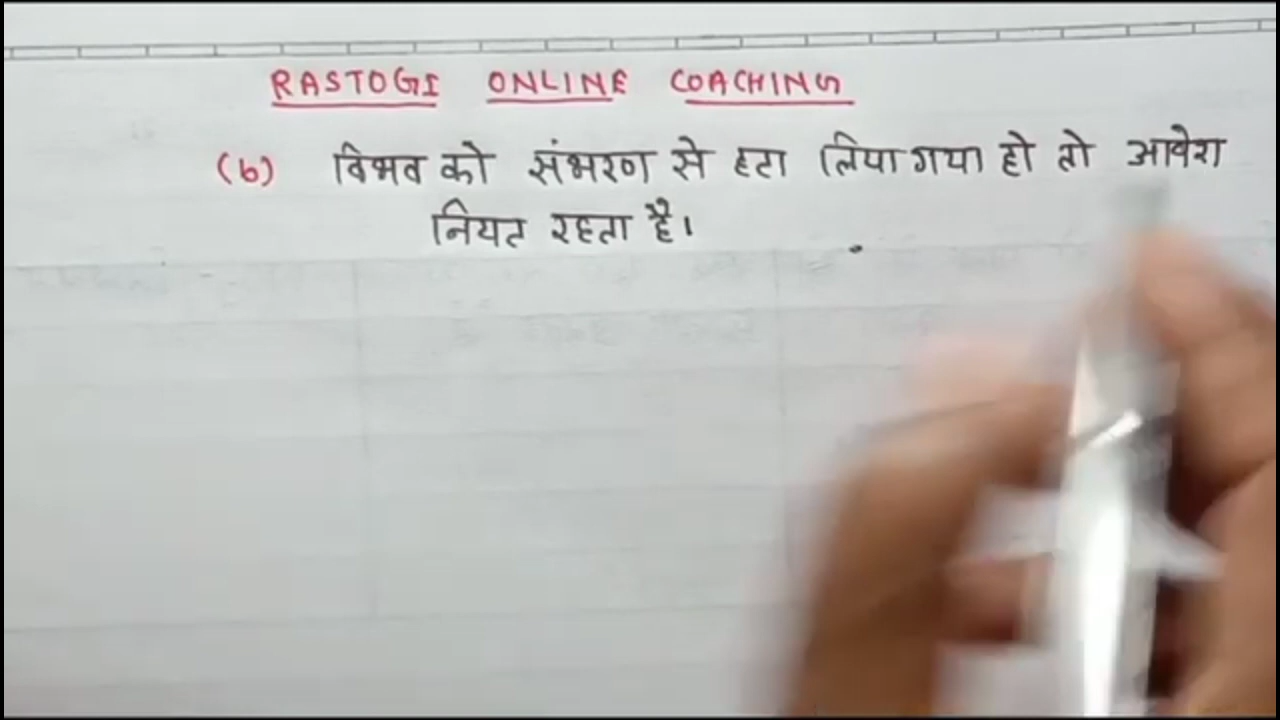 RASTOGI ONLINE COACHING
(b) विभव को संभरण से हटा लिया गया हो तो आवेश
नियत रहता है।